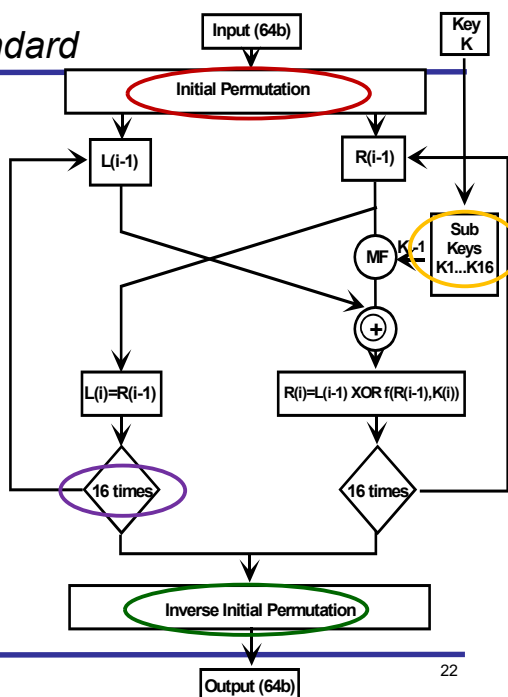 Input (64b)
Key
K
Initial Permutation
L(i-1)
R(i-1)
Sub
Keys
K1...K16
MF
L(i)=R(i-1)
R(i)=L(i-1) XOR f(R(i-1),K(i))
16 times
16 times
Inverse Initial Permutation
Output (64b)
22